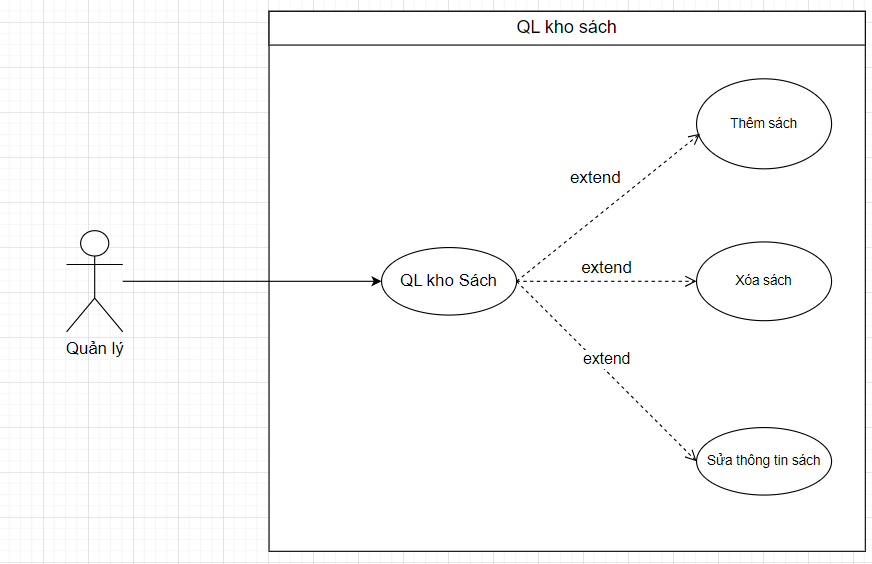 QL kho sách
Thêm sách
extend
extend
Xóa sách
QL kho Sách
Quản lý
extend
Sửa thông tin sách